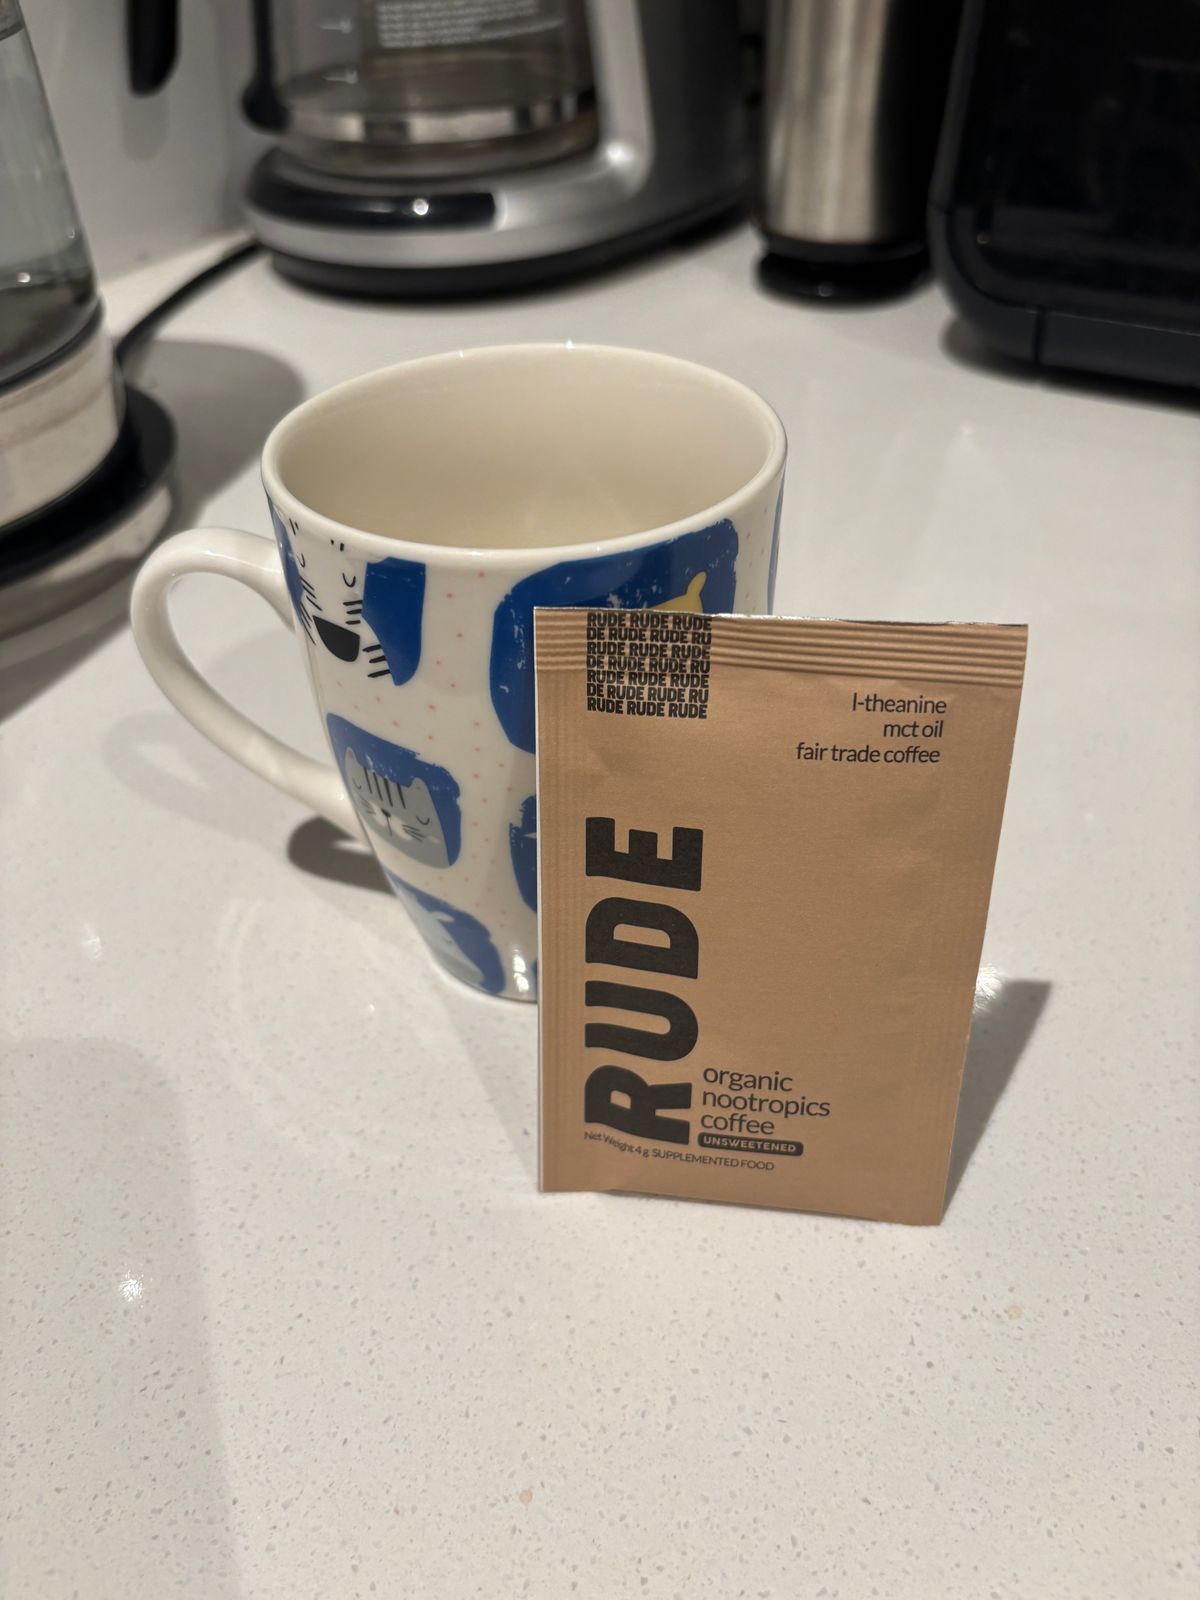 RUDE RUDE RUDE
DE RUDE RUDE RU
RUDE RUDE RUDE
DE RUDE RUDE RU
RUDE RUDE RUDE
DE RUDE RUDE RU
RUDE RUDE RUDE
l-theanine
mct oil
fair trade coffee
RUDE
organic
nootropics
coffee
UNSWEETENED
Net Weight 4 g SUPPLEMENTED FOOD